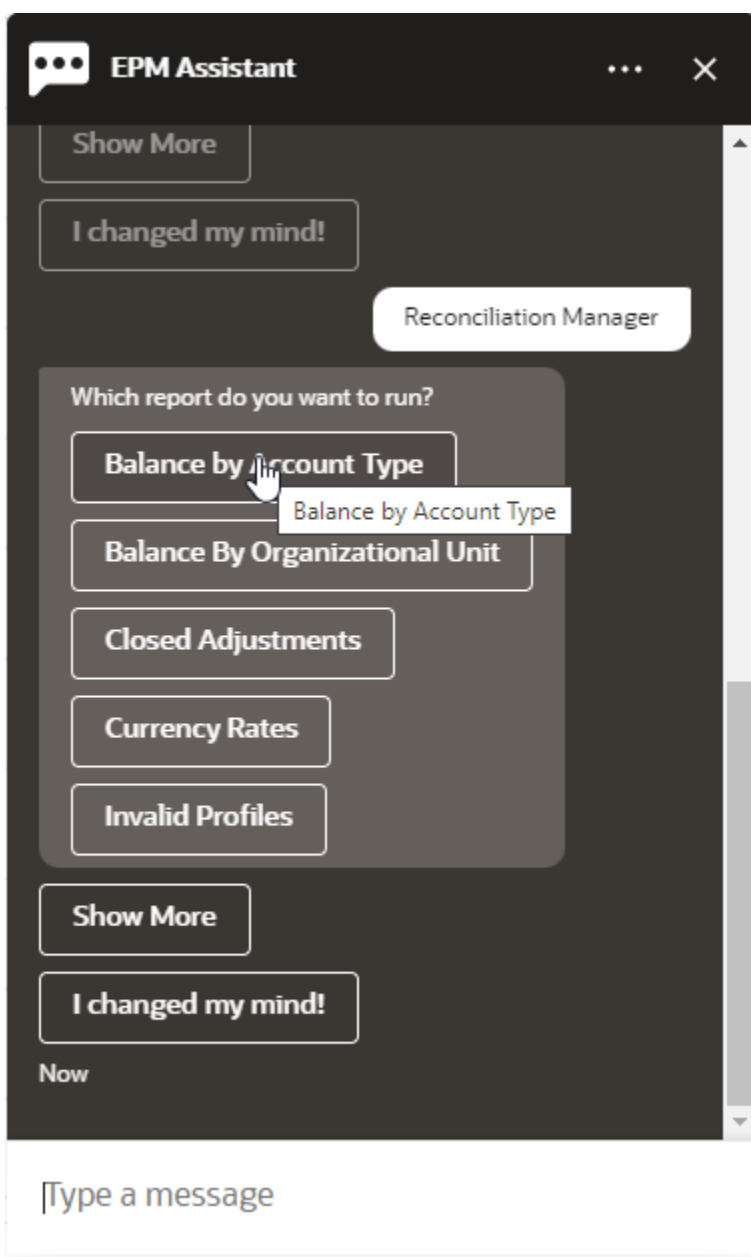 EPM Assistant
Show More
I changed my mind!
Reconciliation Manager
Which report do you want to run?
Balance by Account Type
Balance by Account Type
Balance By Organizational Unit
Closed Adjustments
Currency Rates
Invalid Profiles
Show More
I changed my mind!
Now
Type a message